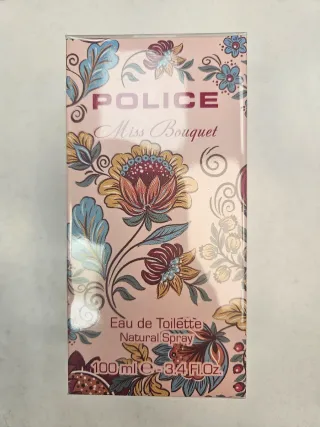 POLICE
Miss Bouquet
Eau de Toilette
Natural Spray
100 ml ℮ - 3.4 Fl.Oz.